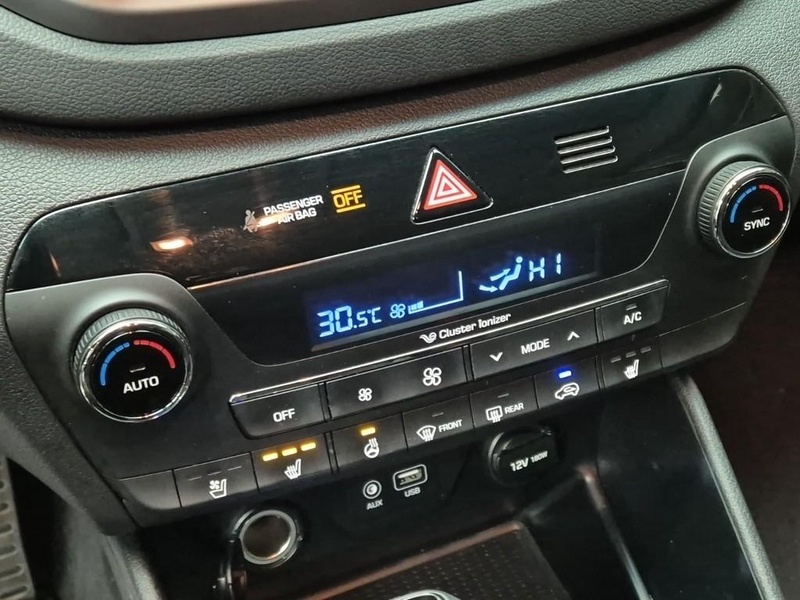 PASSENGER
AIR BAG
OFF
SYNC
30.5°C
HI
Cluster Ionizer
AUTO
OFF
MODE
A/C
FRONT
REAR
AUX
USB
12V 180W